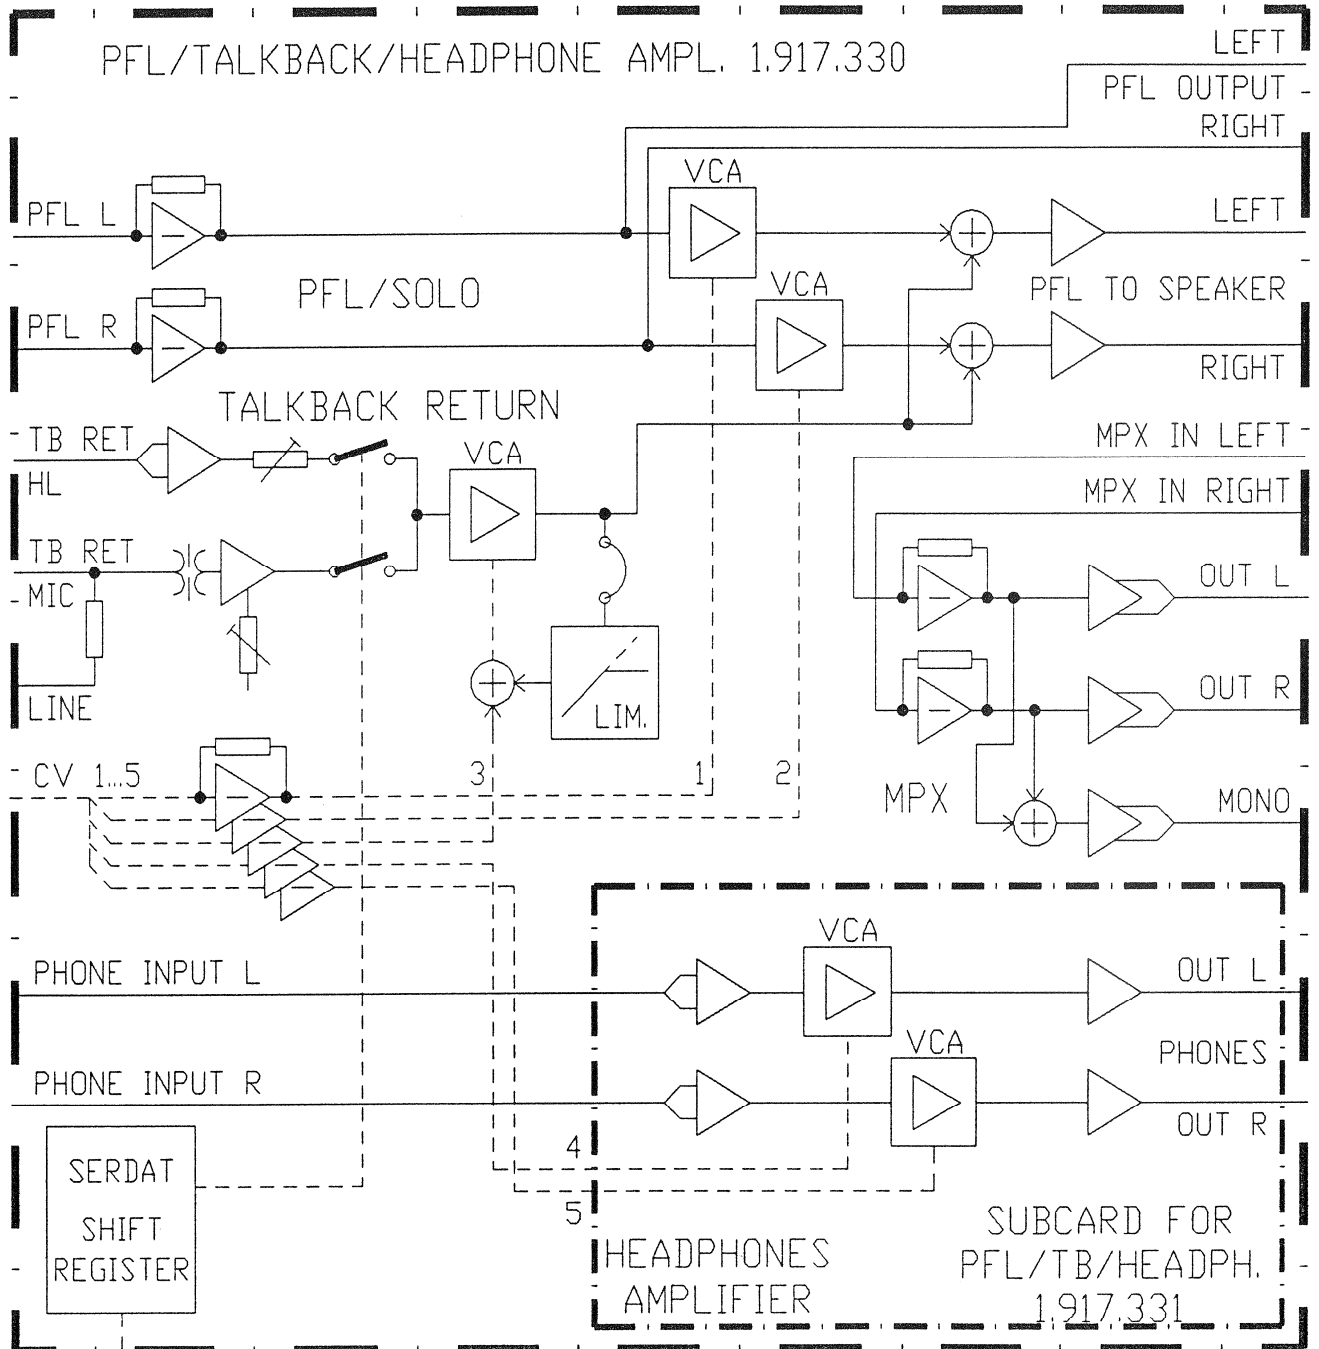 LEFT
PFL/TALKBACK/HEADPHONE AMPL. 1.917.330
PFL OUTPUT
RIGHT
VCA
PFL L
LEFT
VCA
PFL/SOLO
PFL TO SPEAKER
PFL R
RIGHT
TALKBACK RETURN
TB RET
HL
VCA
MPX IN LEFT
MPX IN RIGHT
TB RET
MIC
OUT L
LINE
LIM.
OUT R
CV 1...5
3
1
2
MPX
MONO
VCA
PHONE INPUT L
OUT L
VCA
PHONES
PHONE INPUT R
OUT R
4
5
SERDAT
SHIFT
REGISTER
HEADPHONES
AMPLIFIER
SUBCARD FOR
PFL/TB/HEADPH.
1.917.331